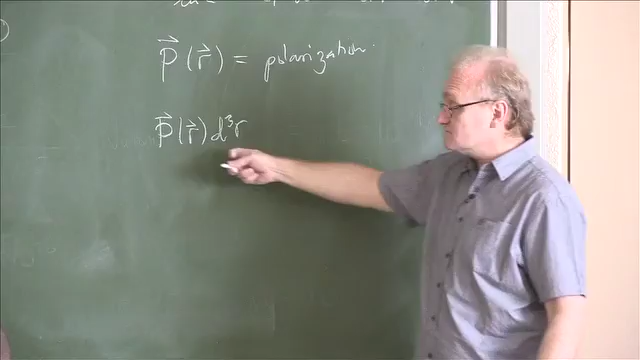 P⃗ (r⃗) = polarization.
P⃗(r⃗) d³r